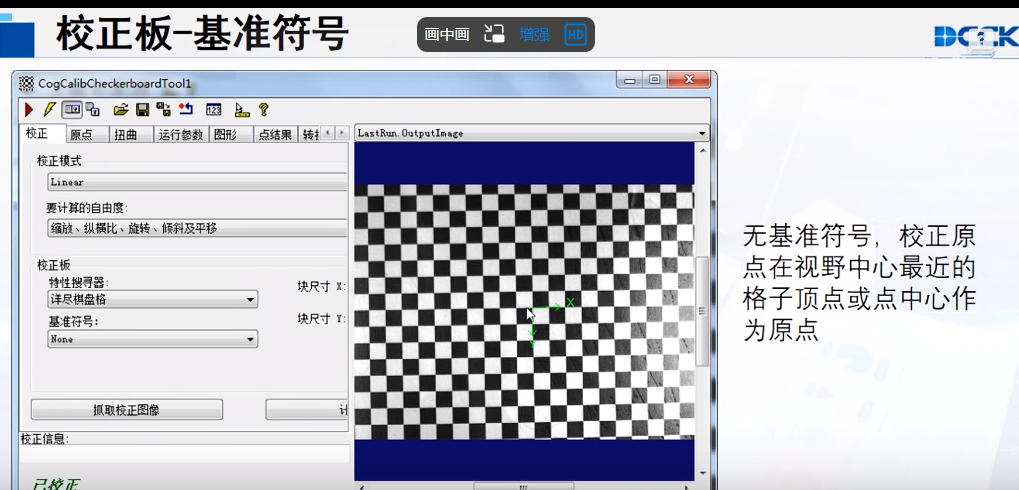 校正板-基准符号
画中画
增强
HD
CogCalibCheckerboardTool1
校正
原点
扭曲
运行参数
图形
点结果
LastRun.OutputImage
校正模式
Linear
要计算的自由度:
缩放、纵横比、旋转、倾斜及平移
校正板
特性搜寻器:
详尽棋盘格
块尺寸 X:
基准符号:
块尺寸 Y:
None
抓取校正图像
计
校正信息:
已校正
X
Y
无基准符号，校正原
点在视野中心最近的
格子顶点或点中心作
为原点